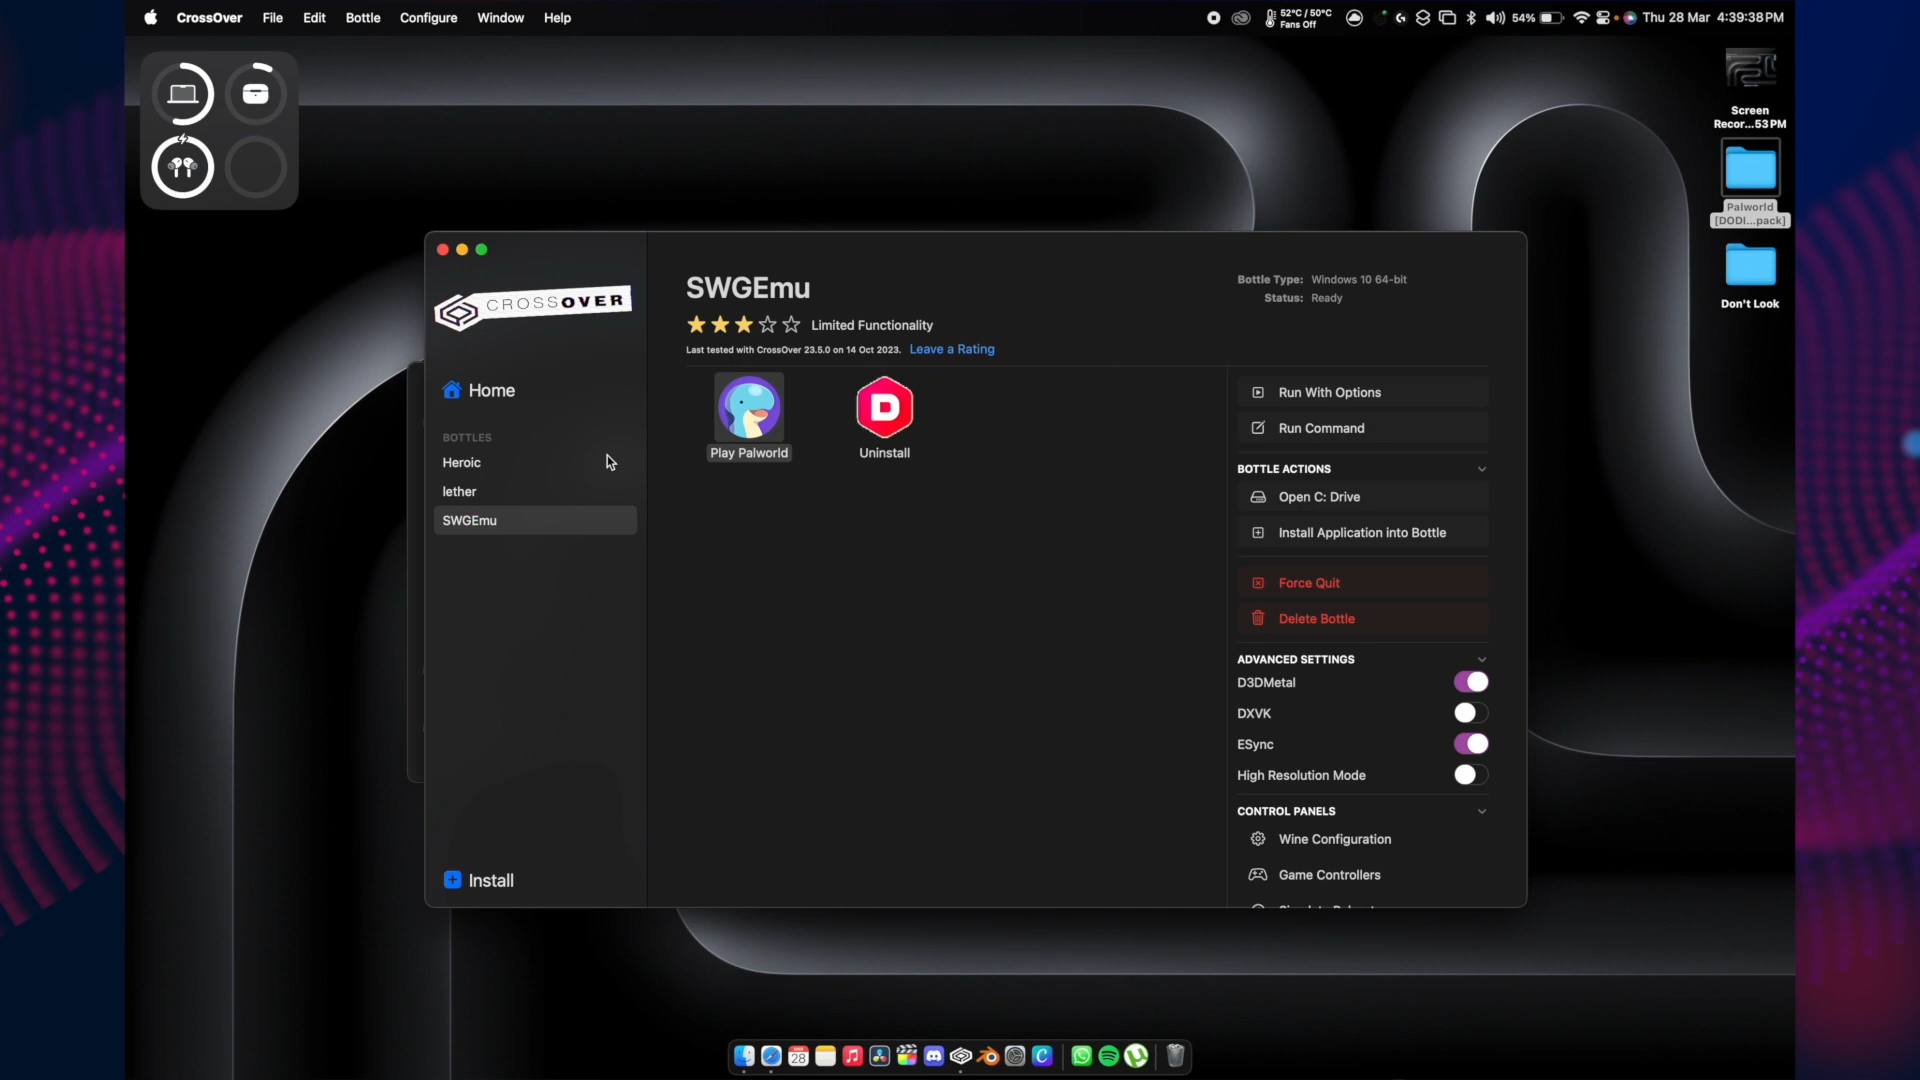 CrossOver File Edit Bottle Configure Window Help
52°C / 50°C
Fans Off
54%
Thu 28 Mar 4:39:38 PM
Screen
Recor...53 PM
Palworld
[DODI...pack]
Don't Look
CROSSOVER
Home
BOTTLES
Heroic
lether
SWGEmu
Install
SWGEmu
Limited Functionality
Last tested with CrossOver 23.5.0 on 14 Oct 2023. Leave a Rating
Bottle Type: Windows 10 64-bit
Status: Ready
Play Palworld
D
Uninstall
Run With Options
Run Command
BOTTLE ACTIONS
Open C: Drive
Install Application into Bottle
Force Quit
Delete Bottle
ADVANCED SETTINGS
D3DMetal
DXVK
ESync
High Resolution Mode
CONTROL PANELS
Wine Configuration
Game Controllers
28